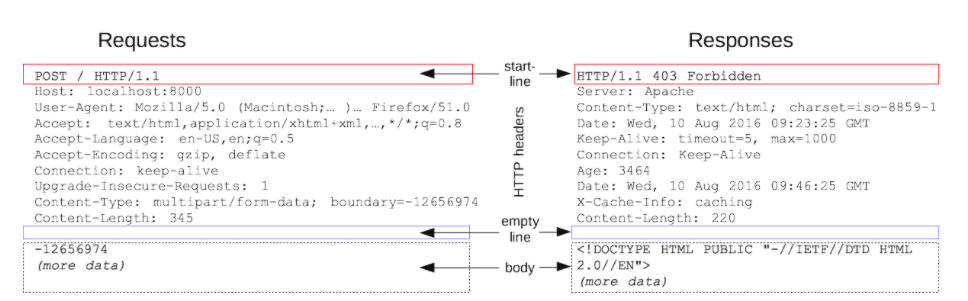 Requests
POST / HTTP/1.1
Host: localhost:8000
User-Agent: Mozilla/5.0 (Macintosh;… )… Firefox/51.0
Accept: text/html,application/xhtml+xml,…,*/*;q=0.8
Accept-Language: en-US,en;q=0.5
Accept-Encoding: gzip, deflate
Connection: keep-alive
Upgrade-Insecure-Requests: 1
Content-Type: multipart/form-data; boundary=-12656974
Content-Length: 345
-12656974
(more data)
start-
line
HTTP headers
empty
line
body
Responses
HTTP/1.1 403 Forbidden
Server: Apache
Content-Type: text/html; charset=iso-8859-1
Date: Wed, 10 Aug 2016 09:23:25 GMT
Keep-Alive: timeout=5, max=1000
Connection: Keep-Alive
Age: 3464
Date: Wed, 10 Aug 2016 09:46:25 GMT
X-Cache-Info: caching
Content-Length: 220
<!DOCTYPE HTML PUBLIC "-//IETF//DTD HTML
2.0//EN">
(more data)